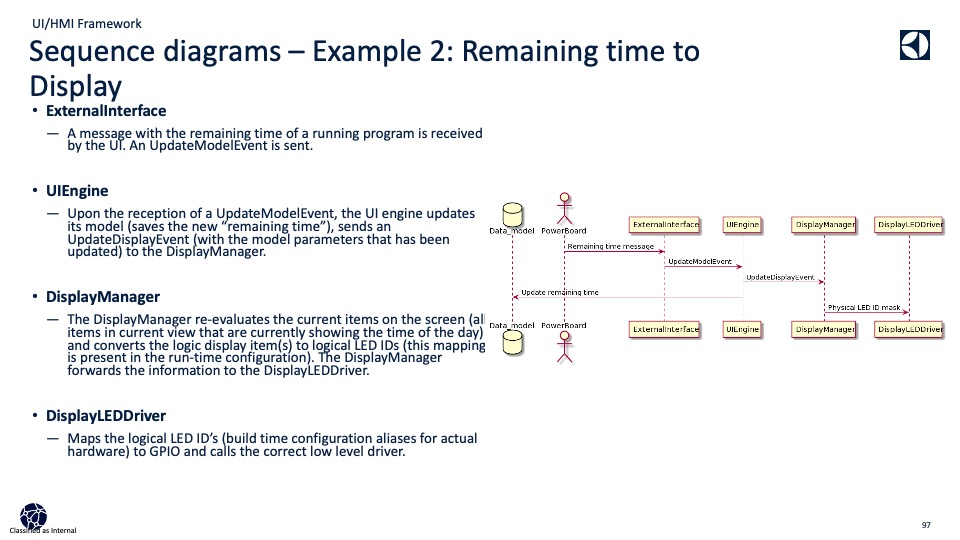 UI/HMI Framework
Sequence diagrams – Example 2: Remaining time to
Display
• ExternalInterface
— A message with the remaining time of a running program is received
by the UI. An UpdateModelEvent is sent.
• UIEngine
— Upon the reception of a UpdateModelEvent, the UI engine updates
its model (saves the new “remaining time”), sends an
UpdateDisplayEvent (with the model parameters that has been
updated) to the DisplayManager.
• DisplayManager
— The DisplayManager re-evaluates the current items on the screen (all
items in current view that are currently showing the time of the day)
and converts the logic display item(s) to logical LED IDs (this mapping
is present in the run-time configuration). The DisplayManager
forwards the information to the DisplayLEDDriver.
• DisplayLEDDriver
— Maps the logical LED ID’s (build time configuration aliases for actual
hardware) to GPIO and calls the correct low level driver.
Data_model PowerBoard ExternalInterface UIEngine DisplayManager DisplayLEDDriver
Remaining time message
UpdateModelEvent
UpdateDisplayEvent
Update remaining time
Physical LED ID mask
Data_model PowerBoard ExternalInterface UIEngine DisplayManager DisplayLEDDriver
Classified as Internal
97